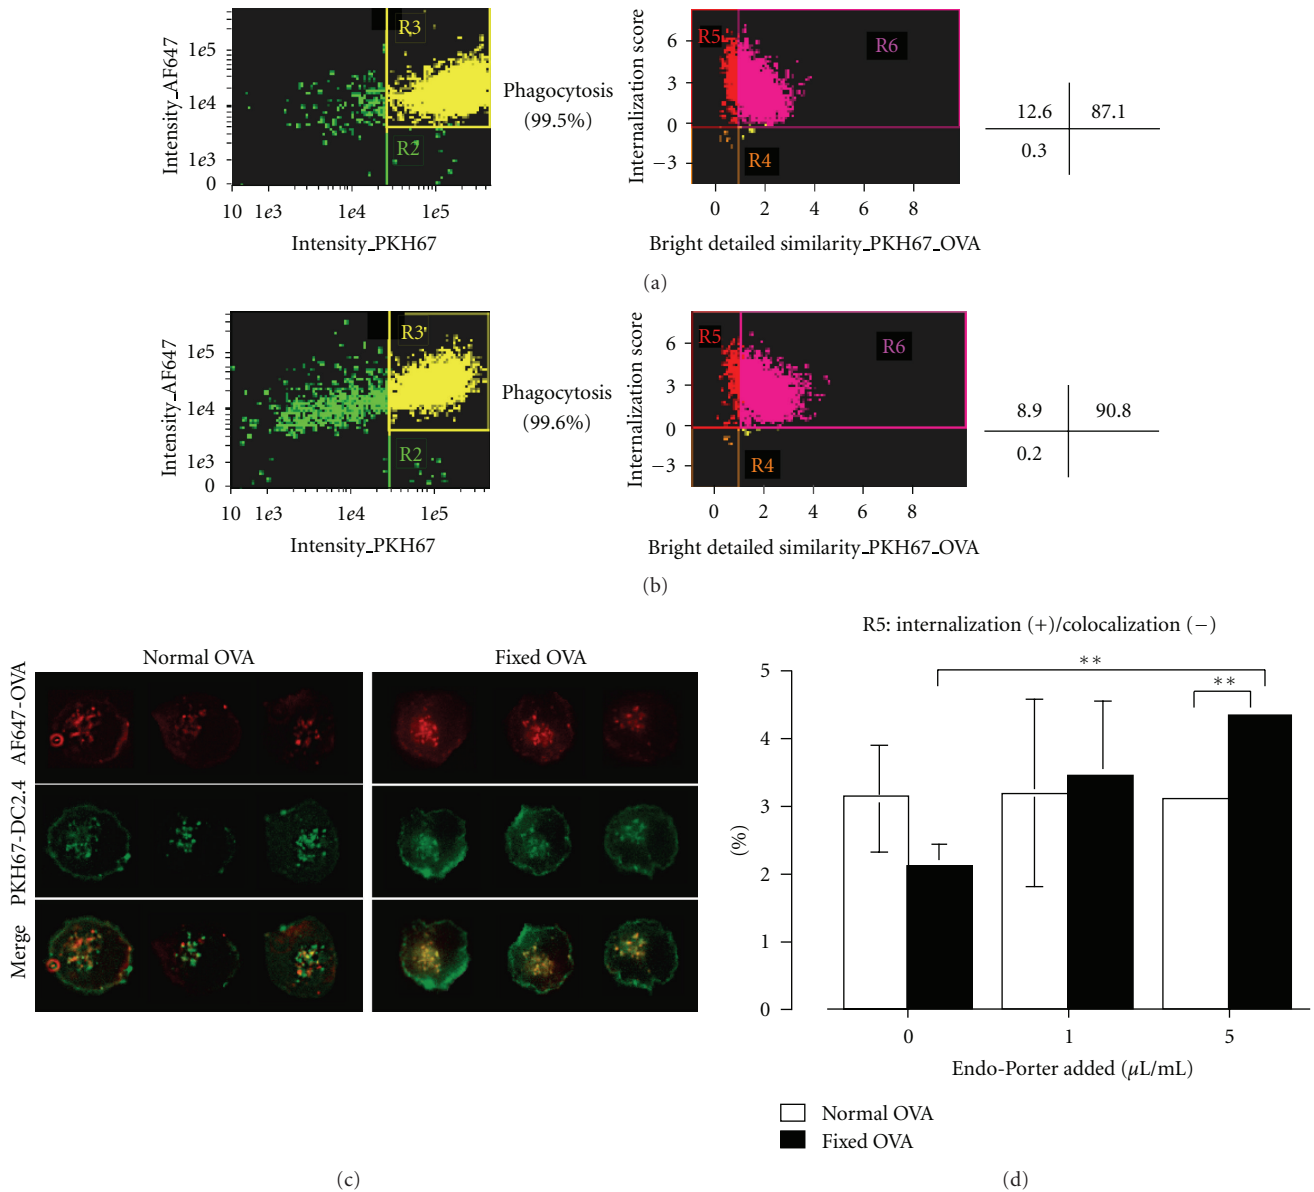 R3
1e5
1e4
1e3
0
Intensity_AF647
R2
10 1e3 1e4 1e5
Intensity_PKH67
Phagocytosis
(99.5%)
Internalization score
6
3
0
−3
R5
R6
R4
0 2 4 6 8
Bright detailed similarity_PKH67_OVA
12.6 87.1
0.3
(a)
R3
1e5
1e4
1e3
0
Intensity_AF647
R2
10 1e3 1e4 1e5
Intensity_PKH67
Phagocytosis
(99.6%)
Internalization score
6
3
0
−3
R5
R6
R4
0 2 4 6 8
Bright detailed similarity_PKH67_OVA
8.9 90.8
0.2
(b)
Normal OVA Fixed OVA
AF647-OVA
PKH67-DC2.4
Merge
(c)
R5: internalization (+)/colocalization (−)
**
**
5
4
3
2
1
0
(%)
0 1 5
Endo-Porter added (μL/mL)
Normal OVA
Fixed OVA
(d)